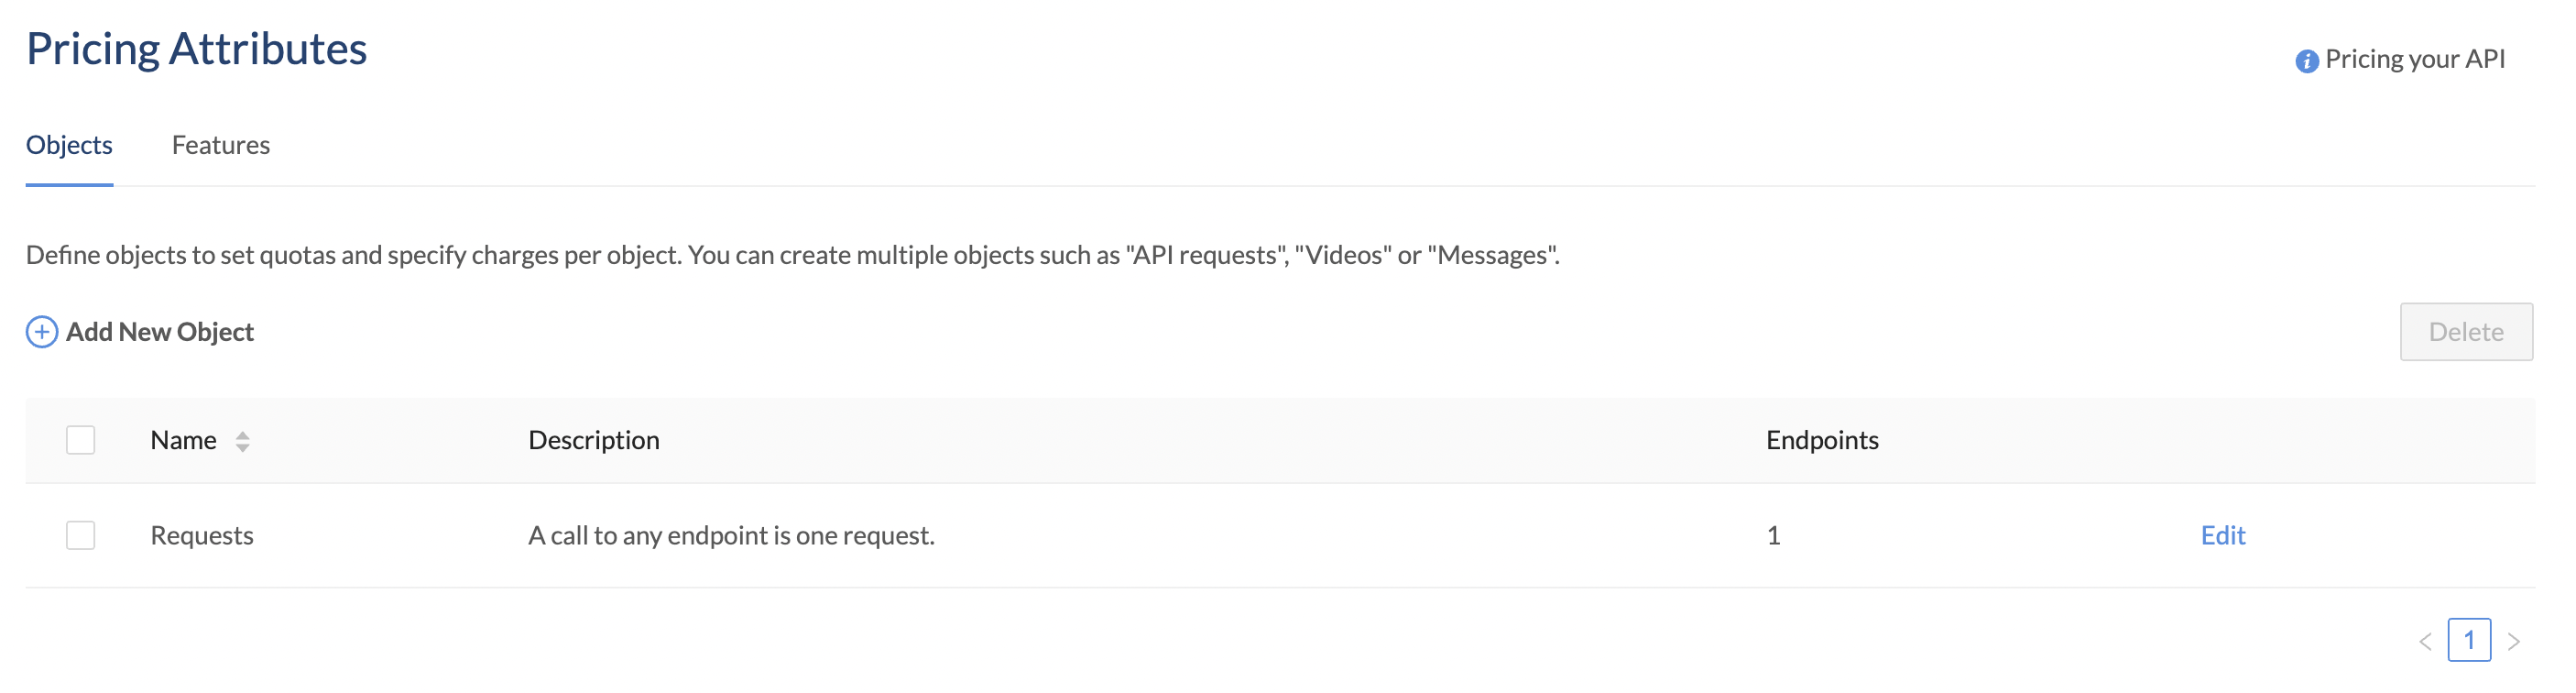 Pricing Attributes
Pricing your API
Objects Features
Define objects to set quotas and specify charges per object. You can create multiple objects such as "API requests", "Videos" or "Messages".
Add New Object Delete
Name Description Endpoints
Requests A call to any endpoint is one request. 1 Edit
< 1 >